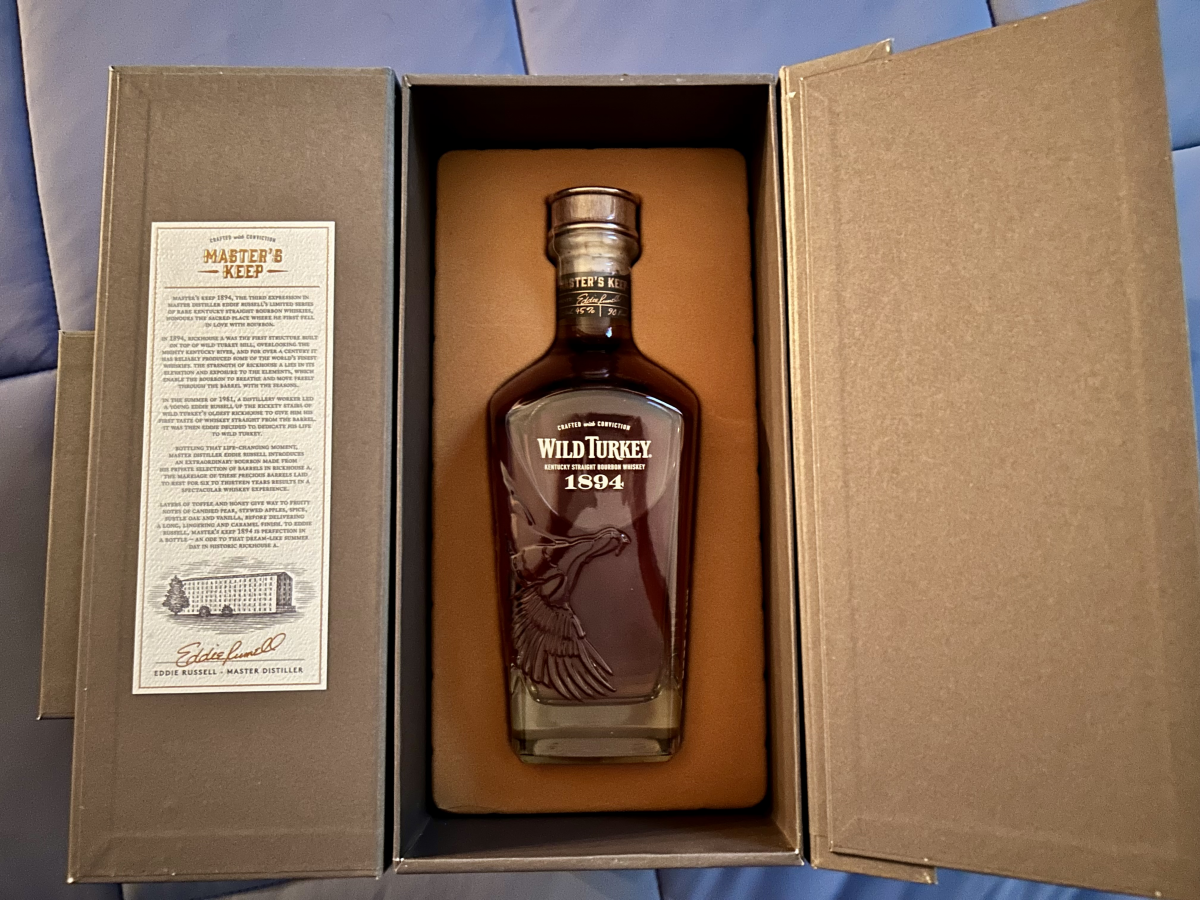 CRAFTED with CONVICTION
MASTER'S
KEEP
MASTER'S KEEP 1894, THE THIRD EXPRESSION IN
MASTER DISTILLER EDDIE RUSSELL'S LIMITED SERIES
OF RARE KENTUCKY STRAIGHT BOURBON WHISKIES,
HONOURS THE SACRED PLACE WHERE HE FIRST FELL
IN LOVE WITH BOURBON.
IN 1894, RICKHOUSE A WAS THE FIRST STRUCTURE BUILT
ON TOP OF WILD TURKEY HILL, OVERLOOKING THE
MIGHTY KENTUCKY RIVER, AND FOR OVER A CENTURY IT
HAS RELIABLY PRODUCED SOME OF THE WORLD'S FINEST
WHISKIES. THE STRENGTH OF RICKHOUSE A LIES IN ITS
ELEVATION AND EXPOSURE TO THE ELEMENTS, WHICH
ENABLE THE BOURBON TO BREATHE AND MOVE FREELY
THROUGH THE BARREL WITH THE SEASONS.
IN THE SUMMER OF 1981, A DISTILLERY WORKER LED
A YOUNG EDDIE RUSSELL UP THE RICKETY STAIRS OF
WILD TURKEY'S OLDEST RICKHOUSE TO GIVE HIM HIS
FIRST TASTE OF WHISKEY STRAIGHT FROM THE BARREL.
IT WAS THEN EDDIE DECIDED TO DEDICATE HIS LIFE
TO WILD TURKEY.
BOTTLING THAT LIFE-CHANGING MOMENT,
MASTER DISTILLER EDDIE RUSSELL INTRODUCES
AN EXTRAORDINARY BOURBON MADE FROM
HIS PRIVATE SELECTION OF BARRELS IN RICKHOUSE A.
THE MARRIAGE OF THESE PRECIOUS BARRELS LAID
TO REST FOR SIX TO THIRTEEN YEARS RESULTS IN A
SPECTACULAR WHISKEY EXPERIENCE.
LAYERS OF TOFFEE AND HONEY GIVE WAY TO FRUITY
NOTES OF CANDIED PEAR, STEWED APPLES, SPICE,
SUBTLE OAK AND VANILLA, BEFORE DELIVERING
A LONG, LINGERING AND CARAMEL FINISH. TO EDDIE
RUSSELL, MASTER'S KEEP 1894 IS PERFECTION IN
A BOTTLE – AN ODE TO THAT DREAM-LIKE SUMMER
DAY IN HISTORIC RICKHOUSE A.
Eddie Russell
EDDIE RUSSELL - MASTER DISTILLER
MASTER'S KEEP
Eddie Russell
45% | 90
CRAFTED with CONVICTION
WILD TURKEY.
KENTUCKY STRAIGHT BOURBON WHISKEY
1894